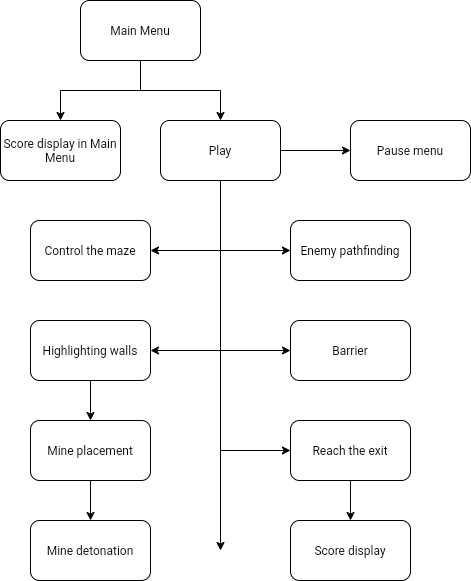 Main Menu
Score display in Main
Menu
Play
Pause menu
Control the maze
Enemy pathfinding
Highlighting walls
Barrier
Mine placement
Reach the exit
Mine detonation
Score display